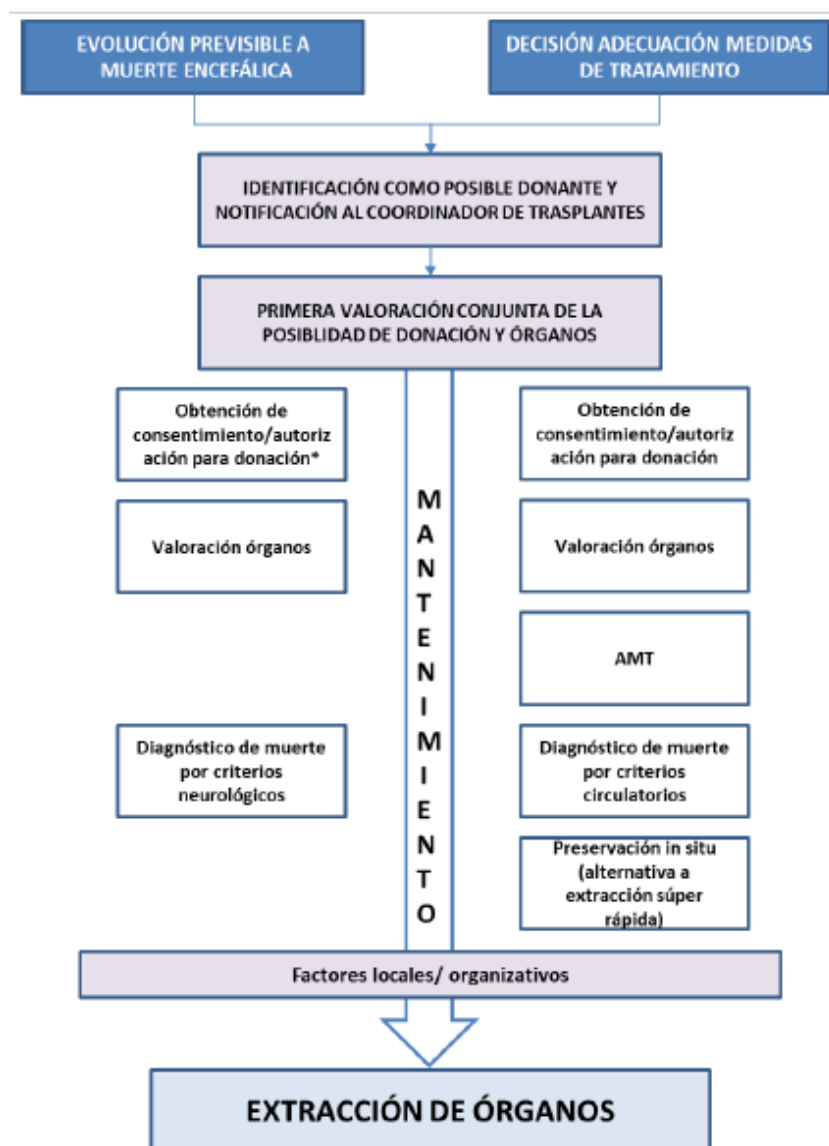 EVOLUCIÓN PREVISIBLE A
MUERTE ENCEFÁLICA
DECISIÓN ADECUACIÓN MEDIDAS
DE TRATAMIENTO
IDENTIFICACIÓN COMO POSIBLE DONANTE Y
NOTIFICACIÓN AL COORDINADOR DE TRASPLANTES
PRIMERA VALORACIÓN CONJUNTA DE LA
POSIBLIDAD DE DONACIÓN Y ÓRGANOS
Obtención de
consentimiento/autoriz
ación para donación*
Valoración órganos
Diagnóstico de muerte
por criterios
neurológicos
M
A
N
T
E
N
I
M
I
E
N
T
O
Obtención de
consentimiento/autoriz
ación para donación
Valoración órganos
AMT
Diagnóstico de muerte
por criterios
circulatorios
Preservación in situ
(alternativa a
extracción súper
rápida)
Factores locales/ organizativos
EXTRACCIÓN DE ÓRGANOS